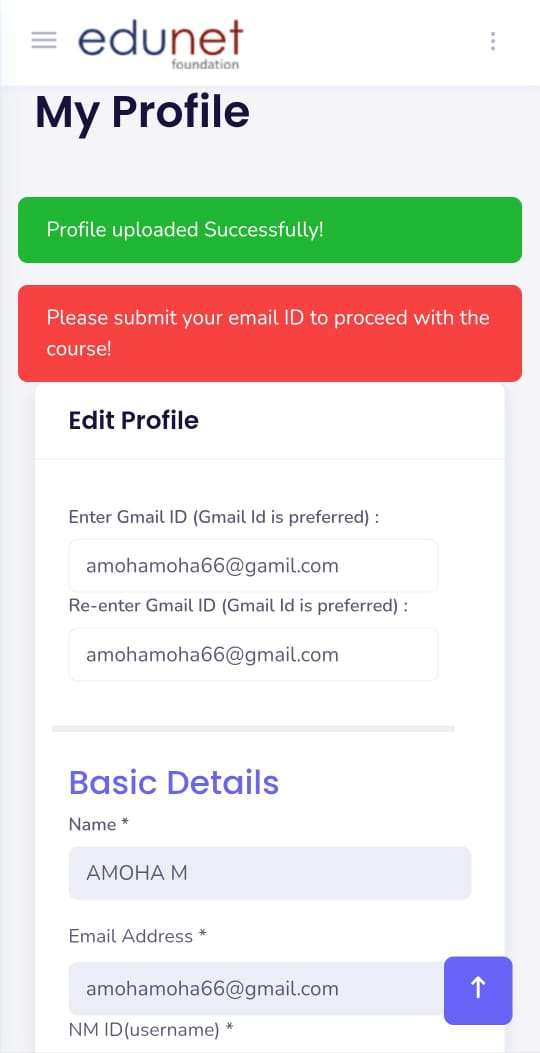 edunet
foundation
My Profile
Profile uploaded Successfully!
Please submit your email ID to proceed with the
course!
Edit Profile
Enter Gmail ID (Gmail Id is preferred) :
amohamoha66@gamil.com
Re-enter Gmail ID (Gmail Id is preferred) :
amohamoha66@gmail.com
Basic Details
Name *
AMOHA M
Email Address *
amohamoha66@gmail.com
NM ID(username) *